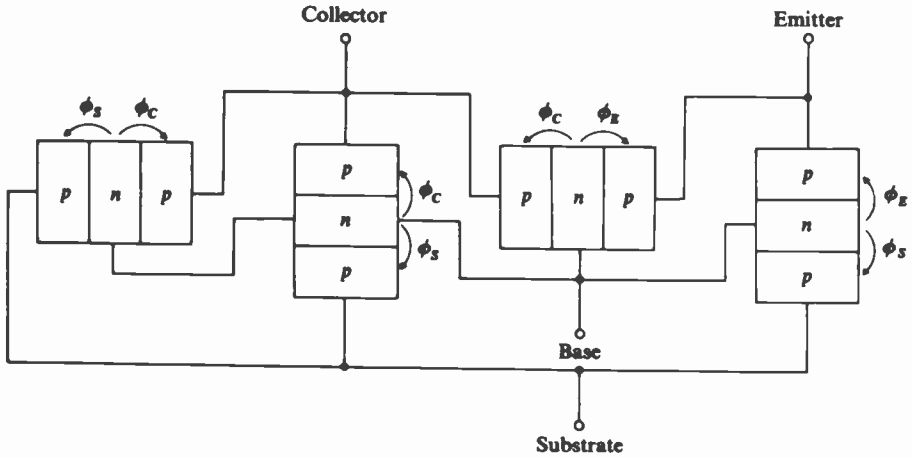 Collector
Emitter
ϕS ϕC
ϕC ϕE
p n p
p
n
p
ϕC
ϕS
p n p
p
n
p
ϕE
ϕS
Base
Substrate